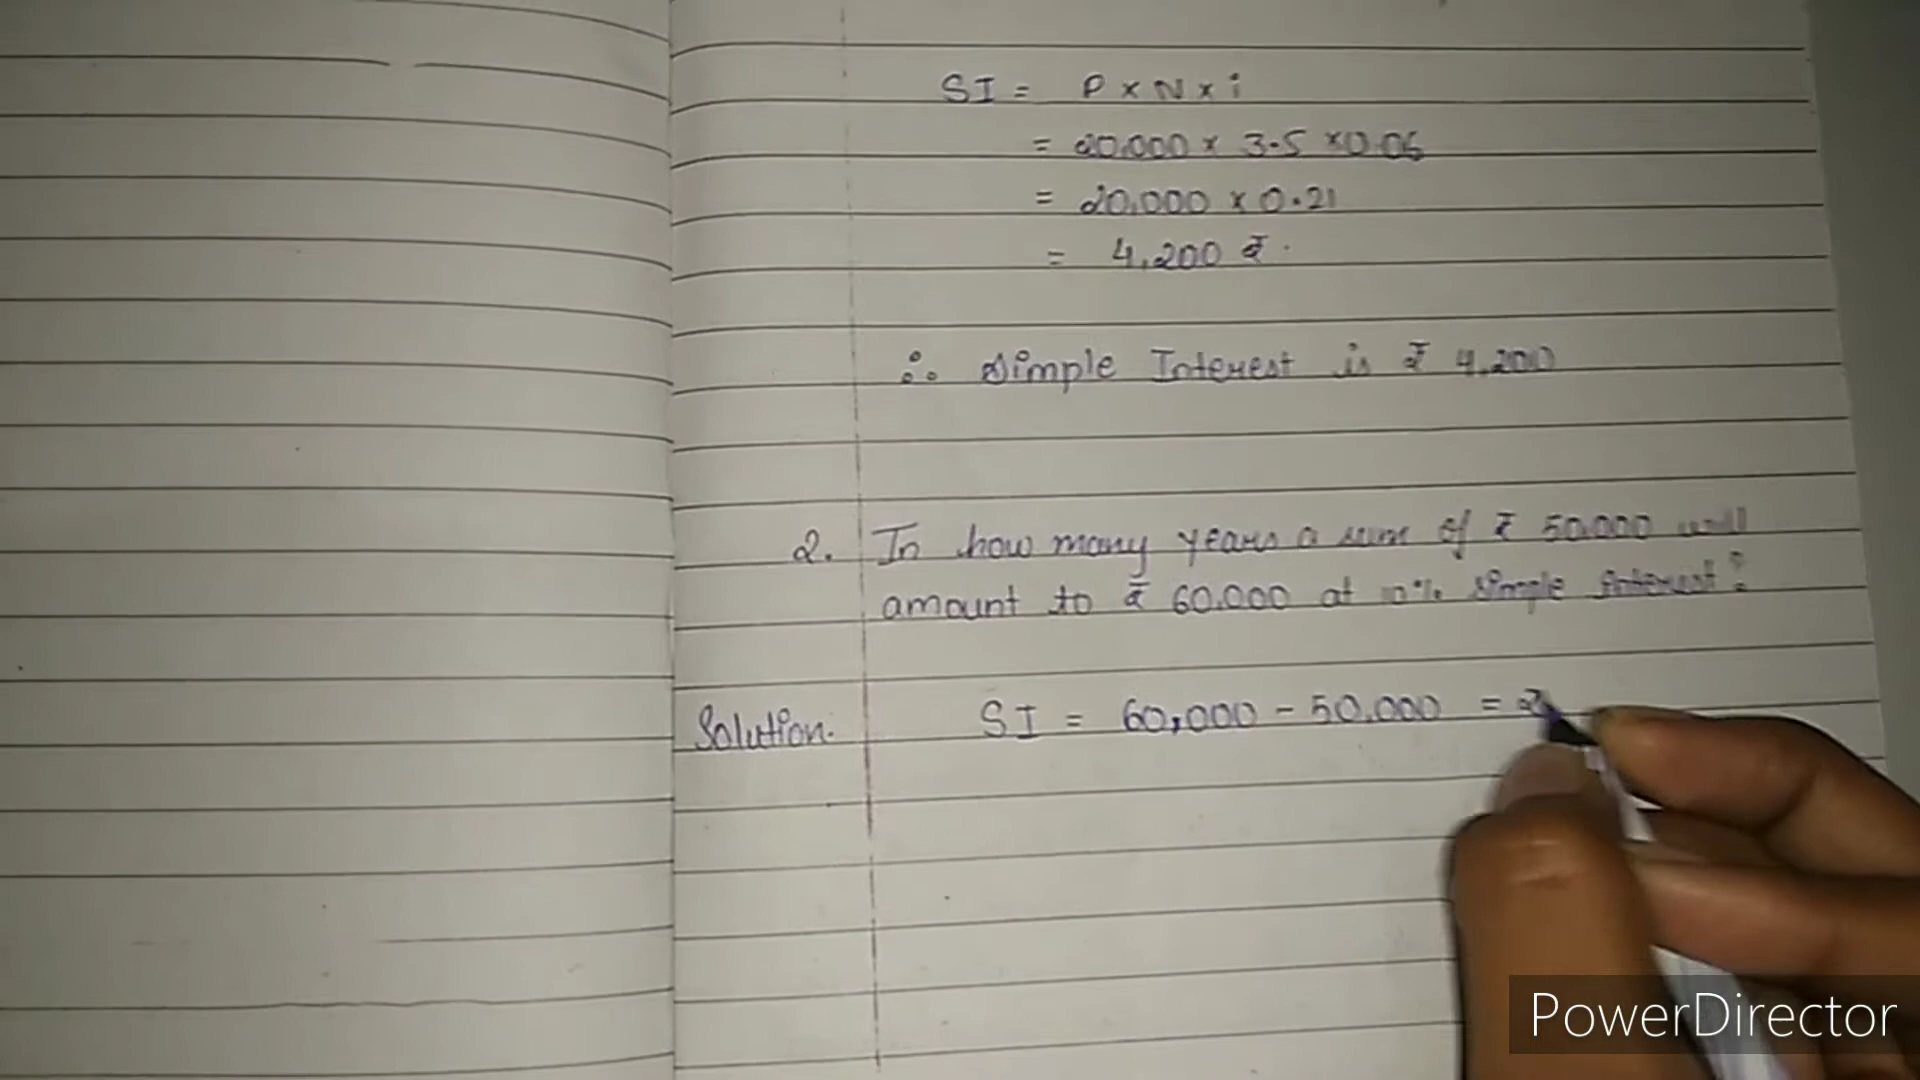 SI = P × N × i
= 20,000 × 3.5 × 0.06
= 20,000 × 0.21
= 4,200 ₹.
∴ Simple Interest is ₹ 4,200
2. In how many years a sum of ₹ 50,000 will
amount to ₹ 60,000 at 10% simple interest?
Solution. SI = 60,000 - 50,000 =
PowerDirector